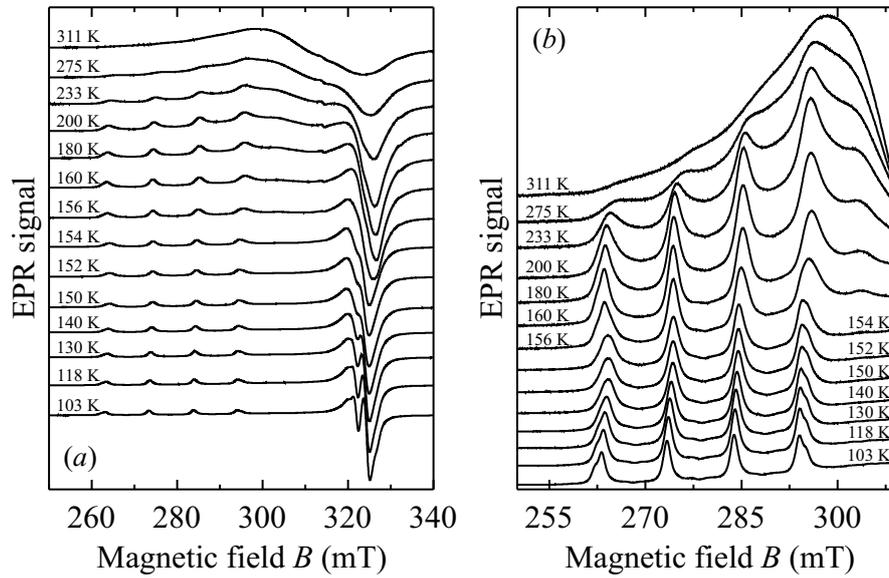 EPR signal
311 K
275 K
233 K
200 K
180 K
160 K
156 K
154 K
152 K
150 K
140 K
130 K
118 K
103 K
(a)
260 280 300 320 340
Magnetic field B (mT)
EPR signal
(b)
311 K
275 K
233 K
200 K
180 K
160 K
156 K
154 K
152 K
150 K
140 K
130 K
118 K
103 K
255 270 285 300
Magnetic field B (mT)